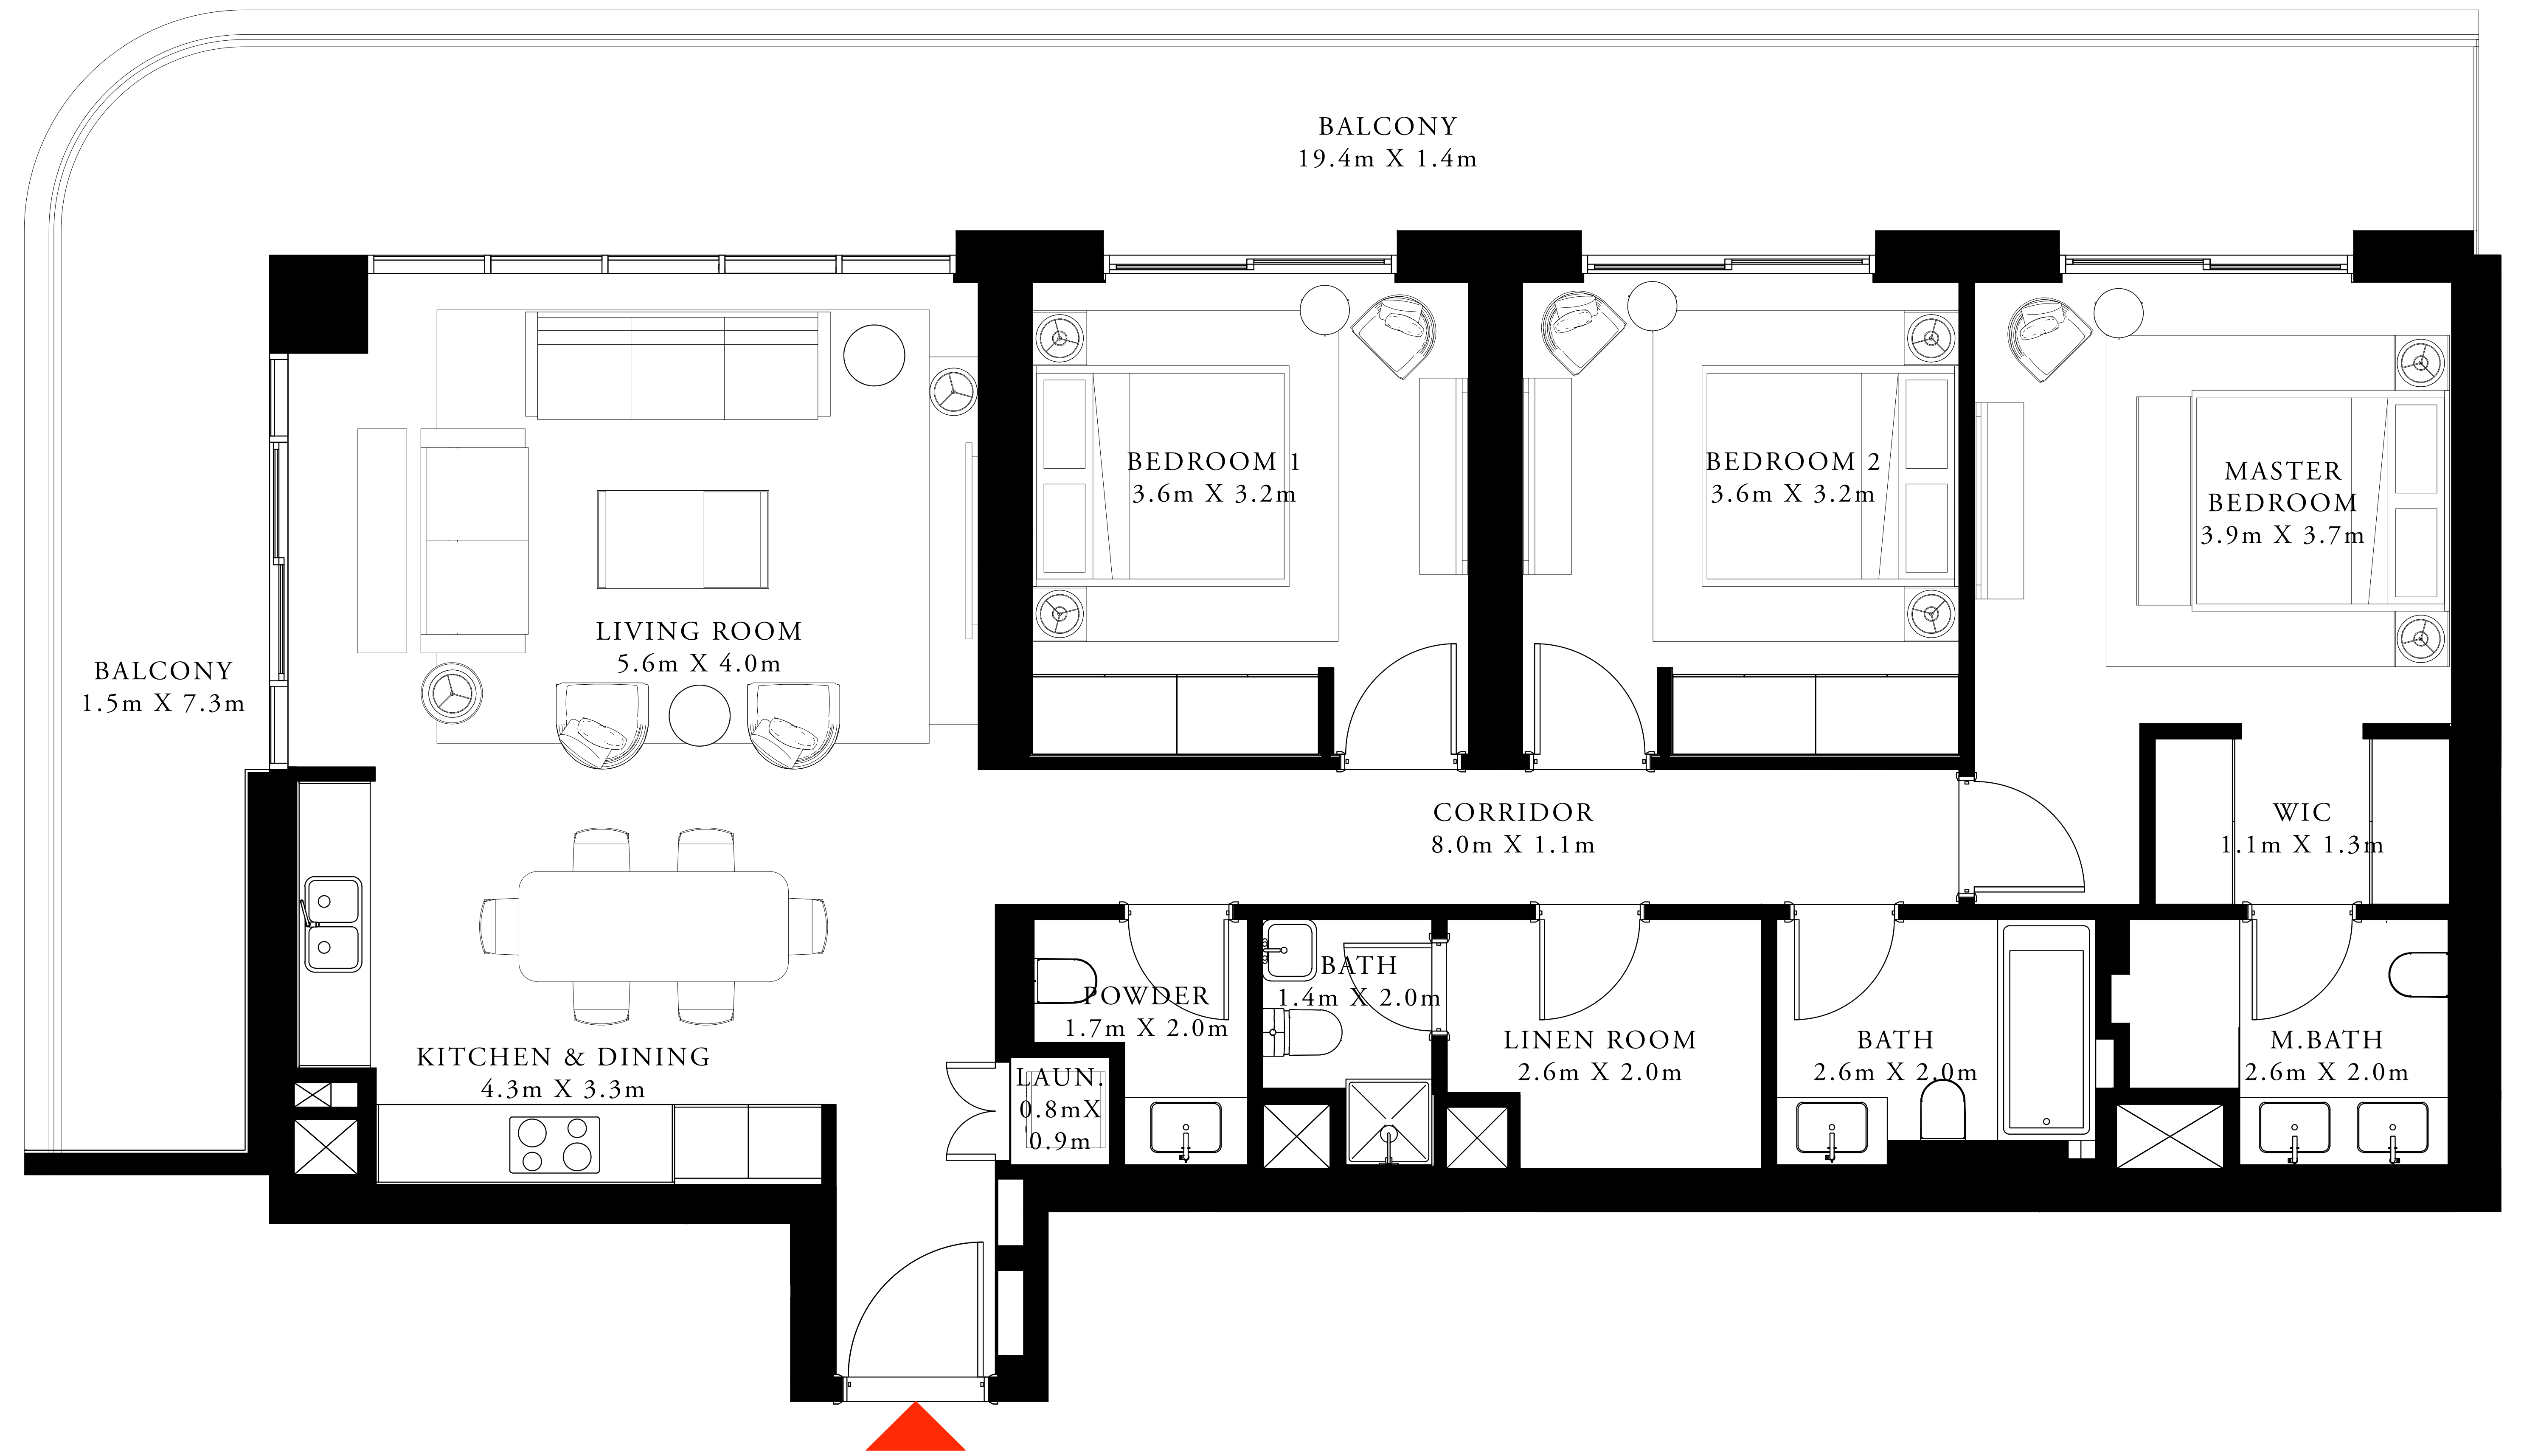 BALCONY
19.4m X 1.4m
BEDROOM 1
3.6m X 3.2m
BEDROOM 2
3.6m X 3.2m
MASTER
BEDROOM
3.9m X 3.7m
LIVING ROOM
5.6m X 4.0m
BALCONY
1.5m X 7.3m
CORRIDOR
8.0m X 1.1m
WIC
1.1m X 1.3m
BATH
1.4m X 2.0m
POWDER
1.7m X 2.0m
LINEN ROOM
2.6m X 2.0m
BATH
2.6m X 2.0m
M.BATH
2.6m X 2.0m
KITCHEN & DINING
4.3m X 3.3m
LAUN.
0.8mX
0.9m